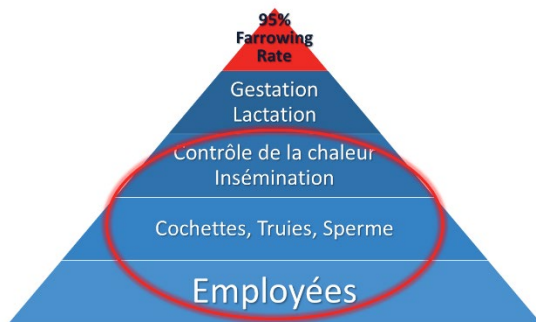 95%
Farrowing
Rate
Gestation
Lactation
Contrôle de la chaleur
Insémination
Cochettes, Truies, Sperme
Employées